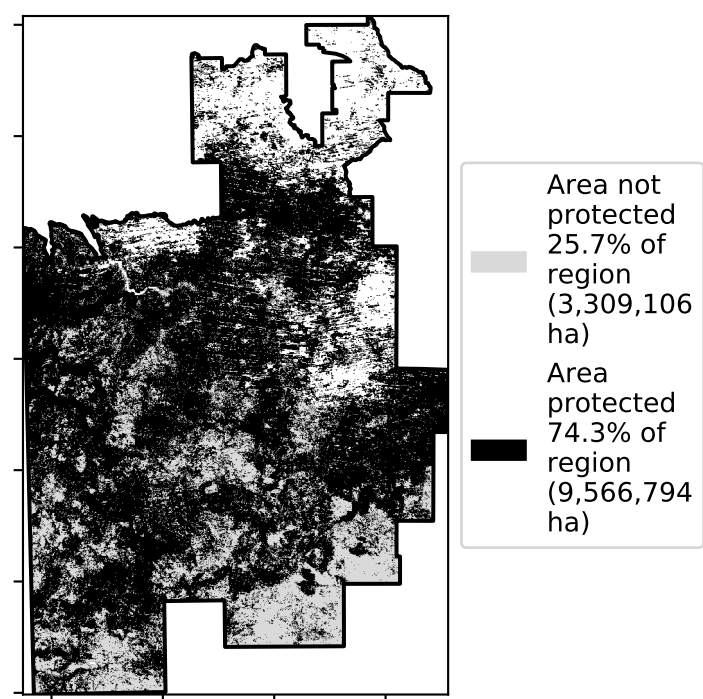 Area not
protected
25.7% of
region
(3,309,106
ha)
Area
protected
74.3% of
region
(9,566,794
ha)